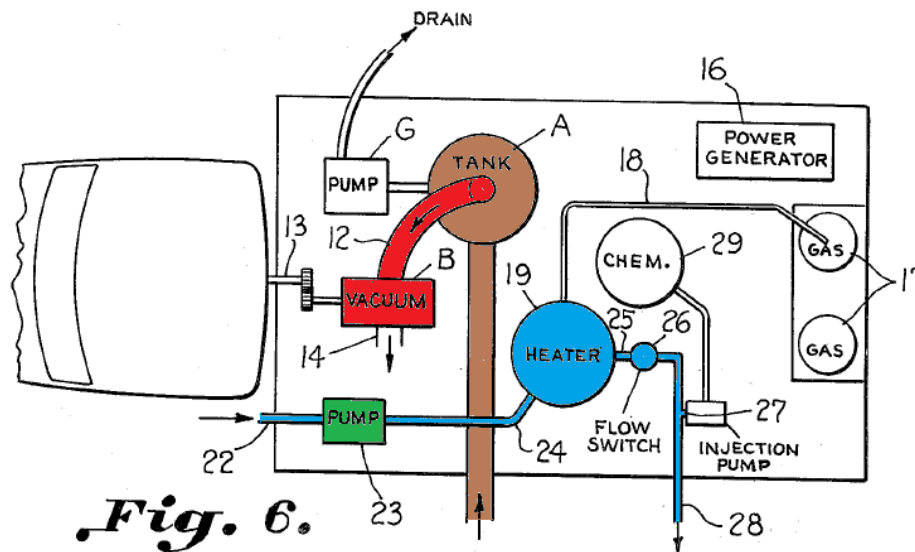 DRAIN
16
G
A
POWER
GENERATOR
TANK
PUMP
18
12
13
B
29
GAS
CHEM.
19
17
VACUUM
25
26
14
HEATER
GAS
PUMP
FLOW
SWITCH
27
22
24
INJECTION
PUMP
23
28
Fig. 6.